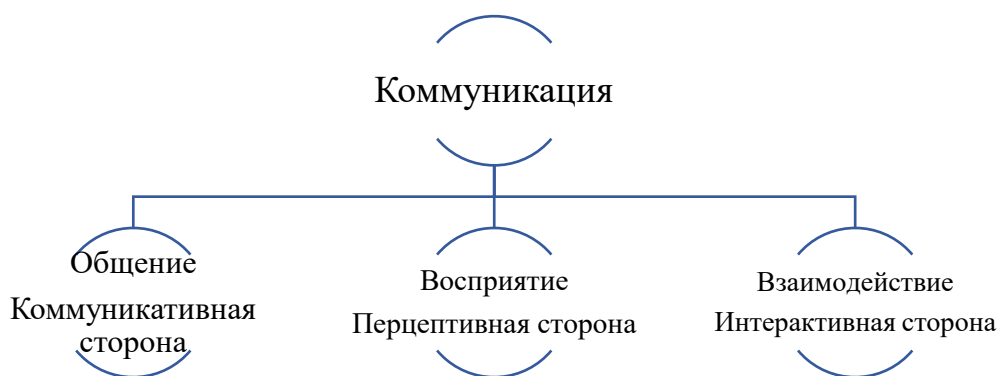 Коммуникация
Общение
Коммуникативная
сторона
Восприятие
Перцептивная сторона
Взаимодействие
Интерактивная сторона